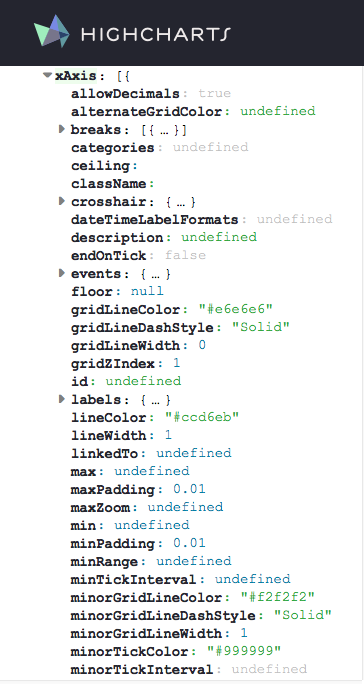 HIGHCHARTS
xAxis: [{
allowDecimals: true
alternateGridColor: undefined
breaks: [{ … }]
categories: undefined
ceiling:
className:
crosshair: { … }
dateTimeLabelFormats: undefined
description: undefined
endOnTick: false
events: { … }
floor: null
gridLineColor: "#e6e6e6"
gridLineDashStyle: "Solid"
gridLineWidth: 0
gridZIndex: 1
id: undefined
labels: { … }
lineColor: "#ccd6eb"
lineWidth: 1
linkedTo: undefined
max: undefined
maxPadding: 0.01
maxZoom: undefined
min: undefined
minPadding: 0.01
minRange: undefined
minTickInterval: undefined
minorGridLineColor: "#f2f2f2"
minorGridLineDashStyle: "Solid"
minorGridLineWidth: 1
minorTickColor: "#999999"
minorTickInterval: undefined